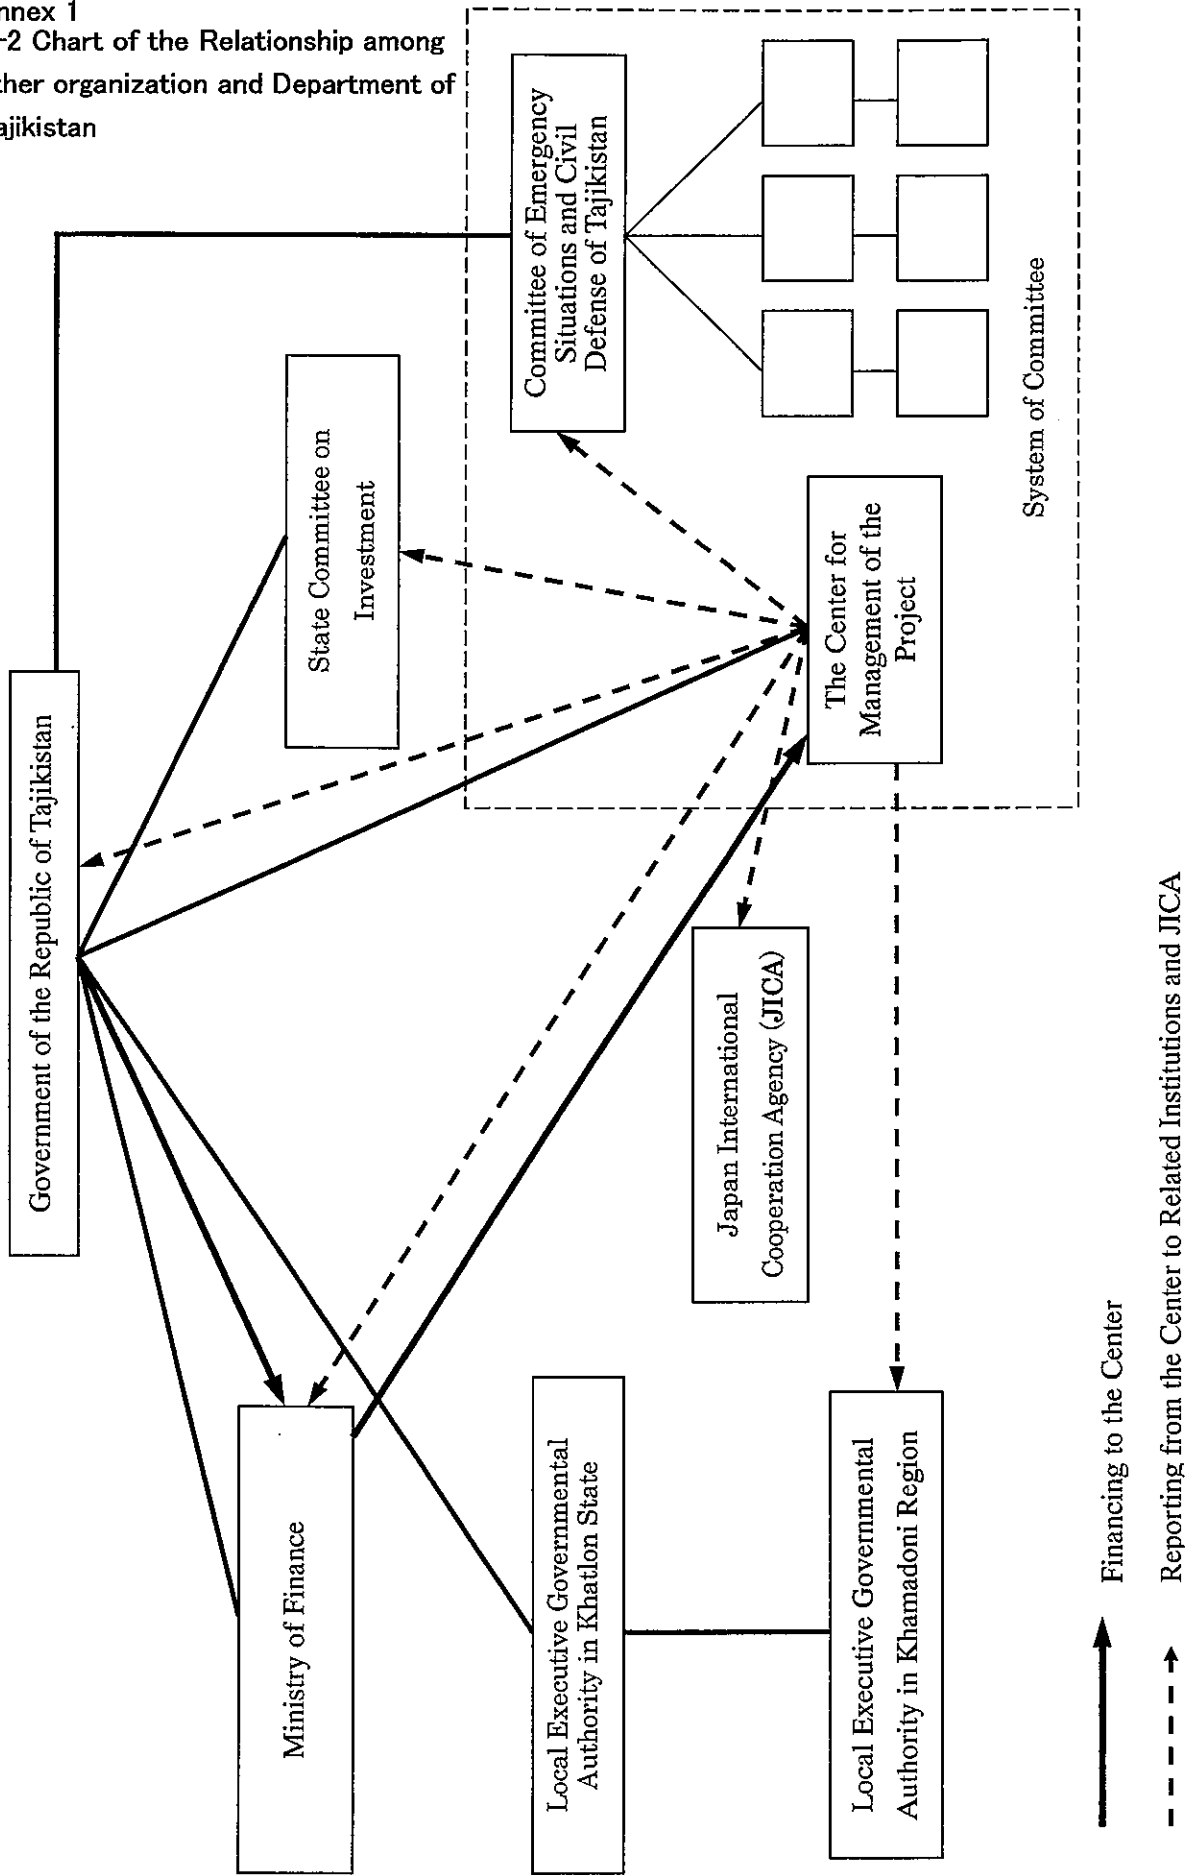 nnex 1
-2 Chart of the Relationship among
ther organization and Department of
ajikistan
Government of the Republic of Tajikistan
Ministry of Finance
State Committee on
Investment
Committee of Emergency
Situations and Civil
Defense of Tajikistan
Local Executive Governmental
Authority in Khatlon State
Japan International
Cooperation Agency (JICA)
Local Executive Governmental
Authority in Khamadoni Region
The Center for
Management of the
Project
System of Committee
Financing to the Center
Reporting from the Center to Related Institutions and JICA